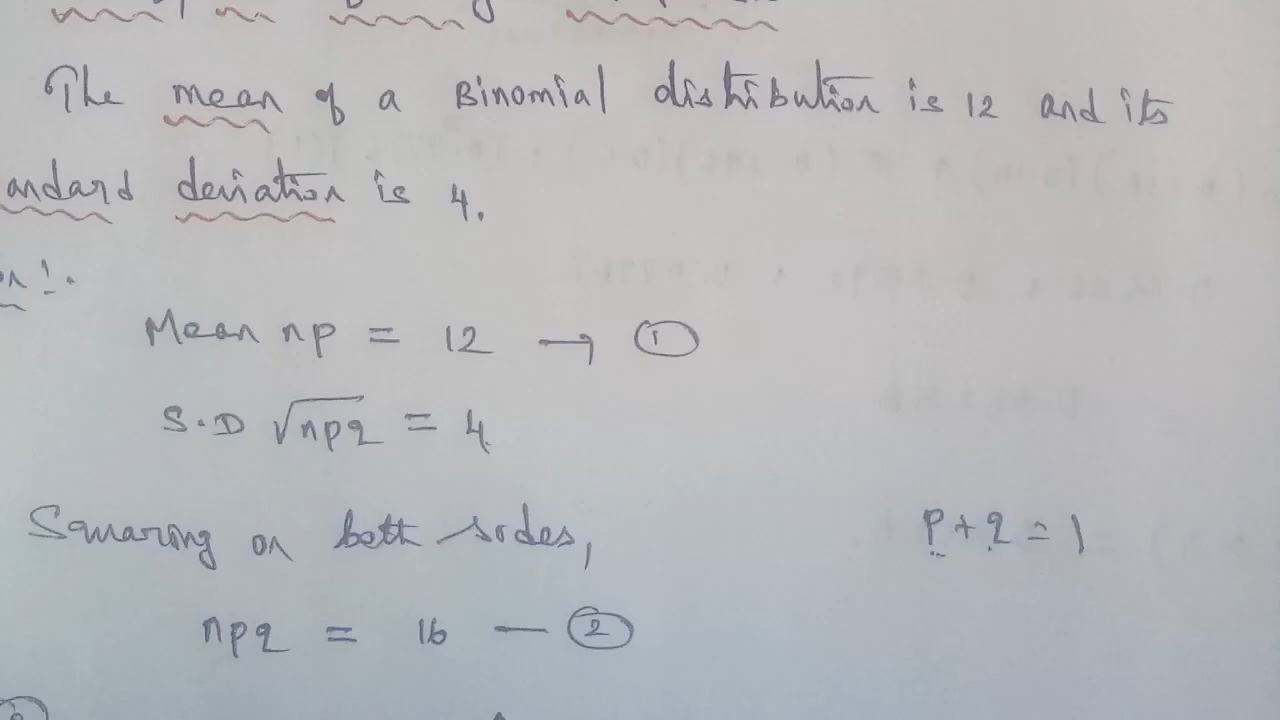 The mean of a Binomial distribution is 12 and its
andard deviation is 4.
Mean np = 12 → ①
S.D √npq = 4
Squaring on both sides,
p + q = 1
npq = 16 — ②